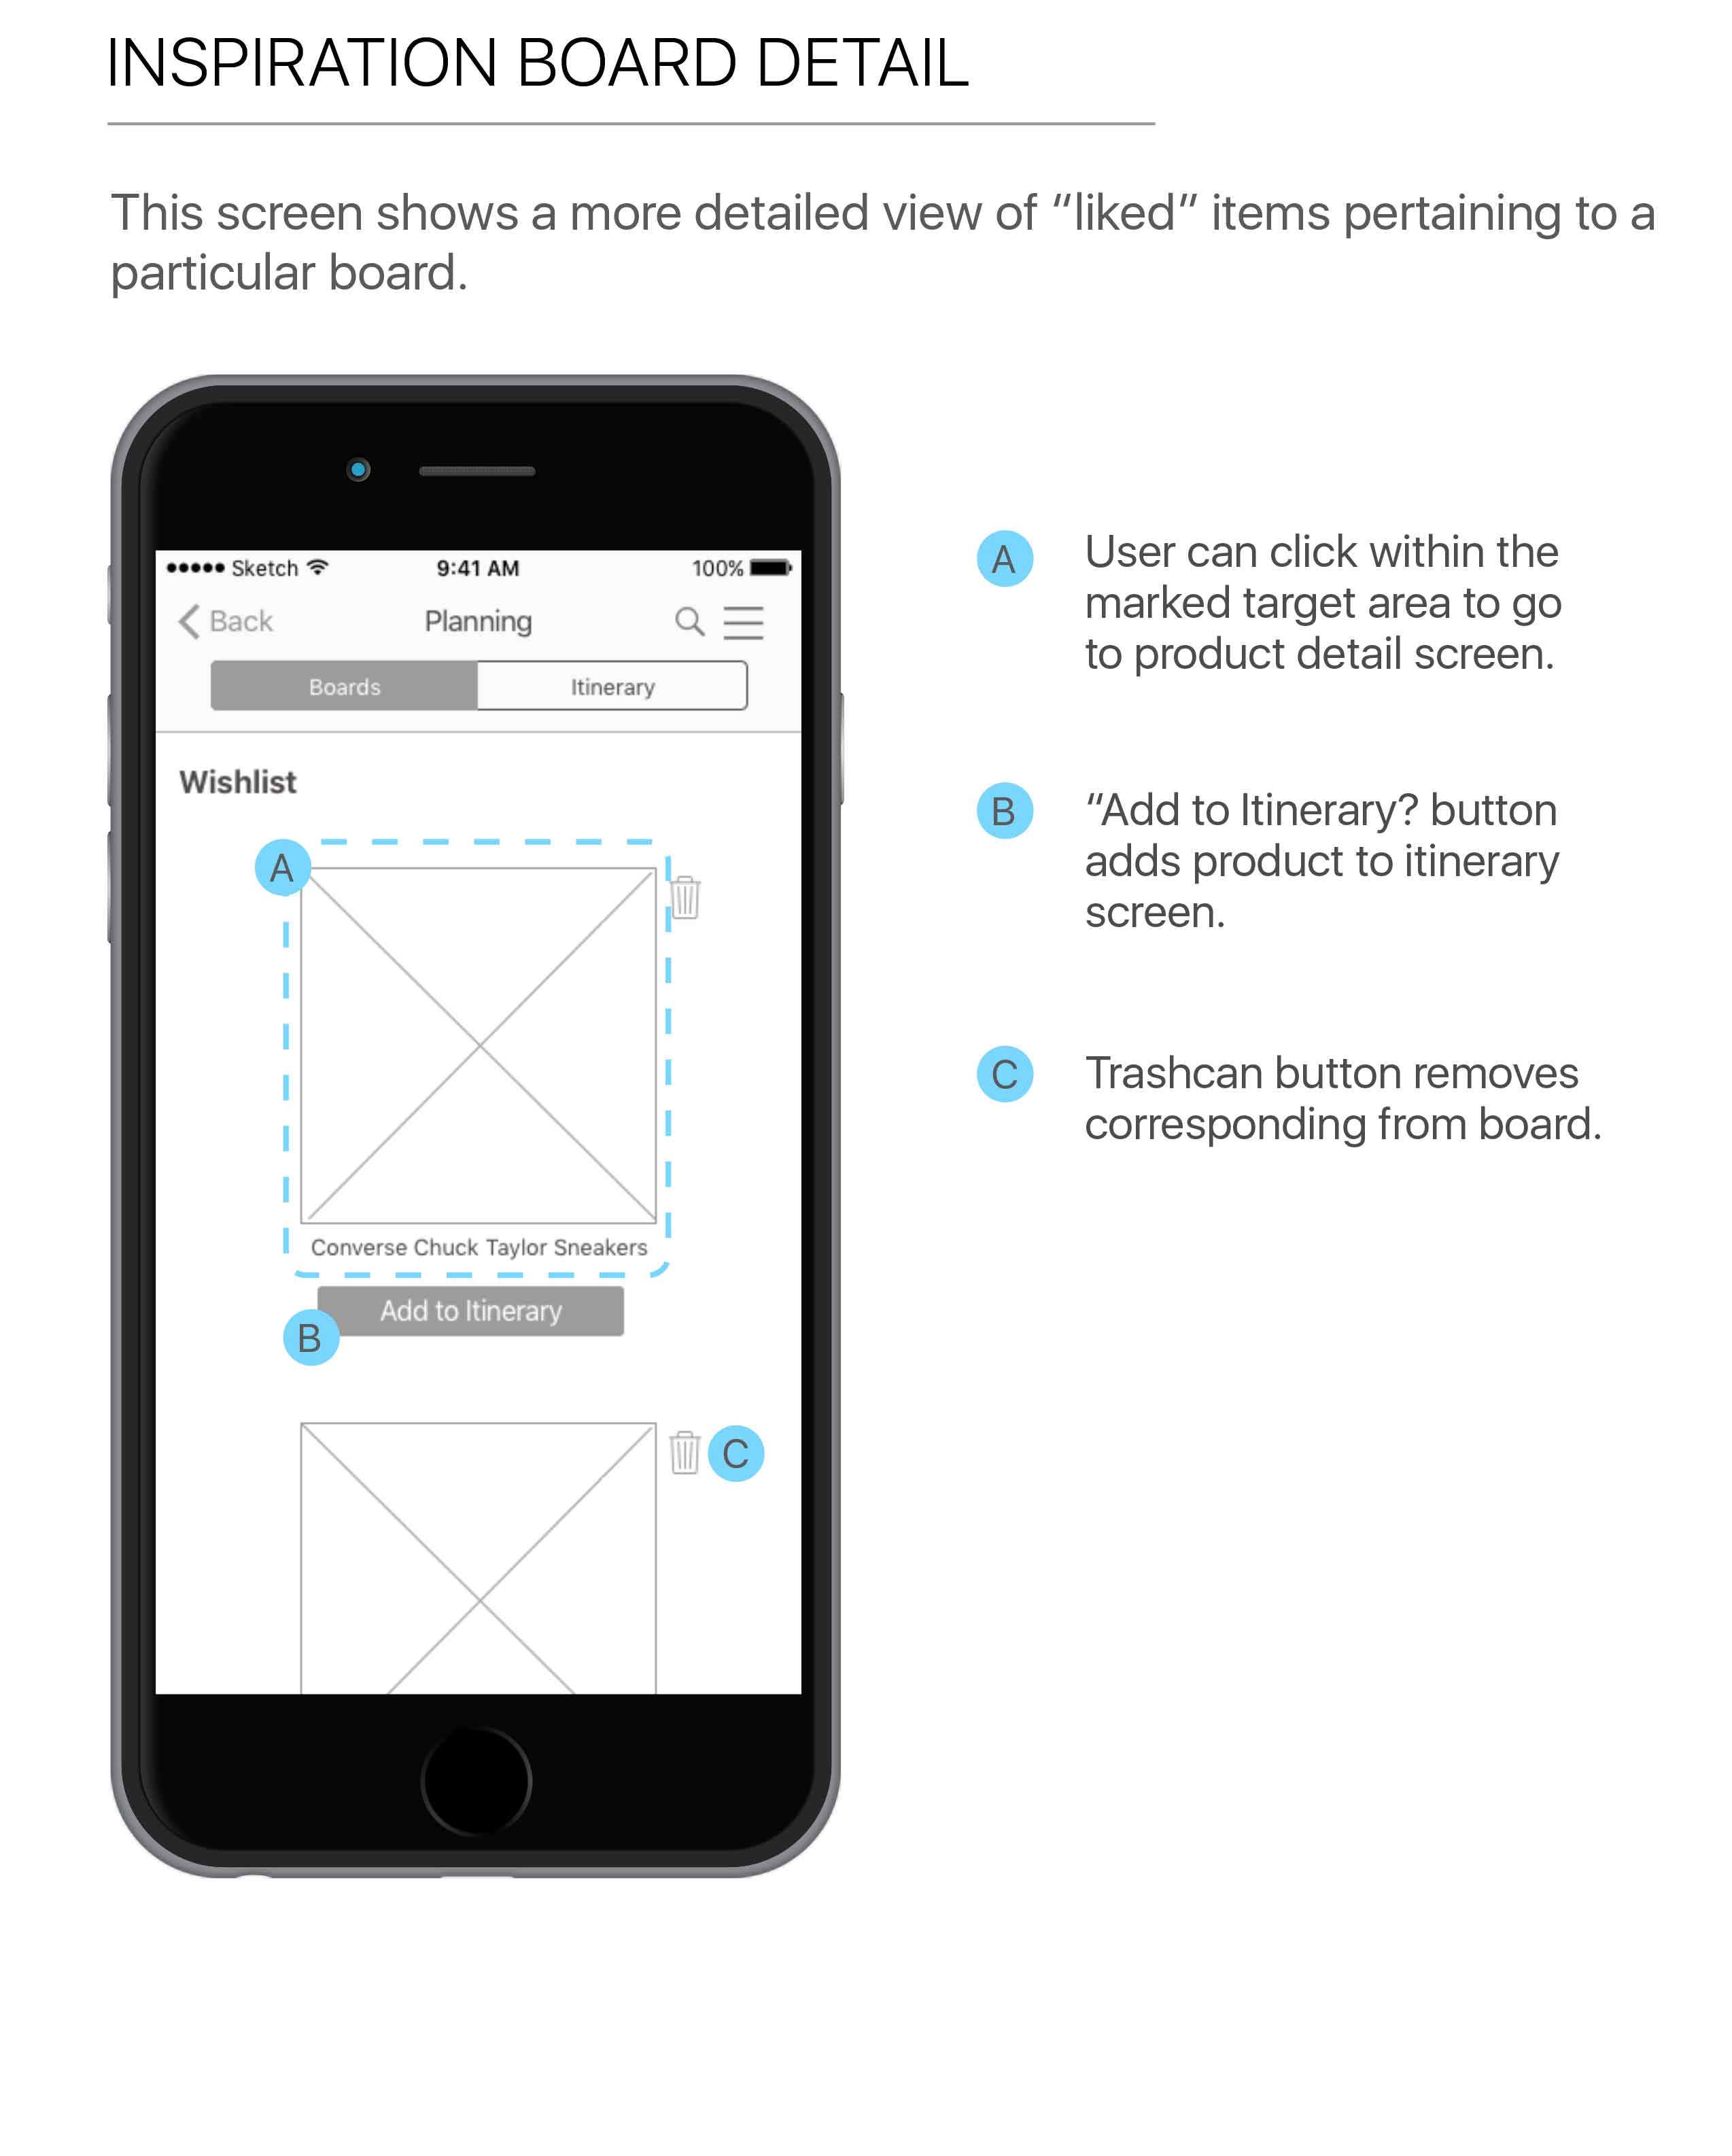 INSPIRATION BOARD DETAIL
This screen shows a more detailed view of “liked” items pertaining to a
particular board.
●●●●● Sketch 9:41 AM 100%
Back Planning
Boards Itinerary
Wishlist
A
Converse Chuck Taylor Sneakers
Add to Itinerary
B
C
A User can click within the
marked target area to go
to product detail screen.
B “Add to Itinerary? button
adds product to itinerary
screen.
C Trashcan button removes
corresponding from board.